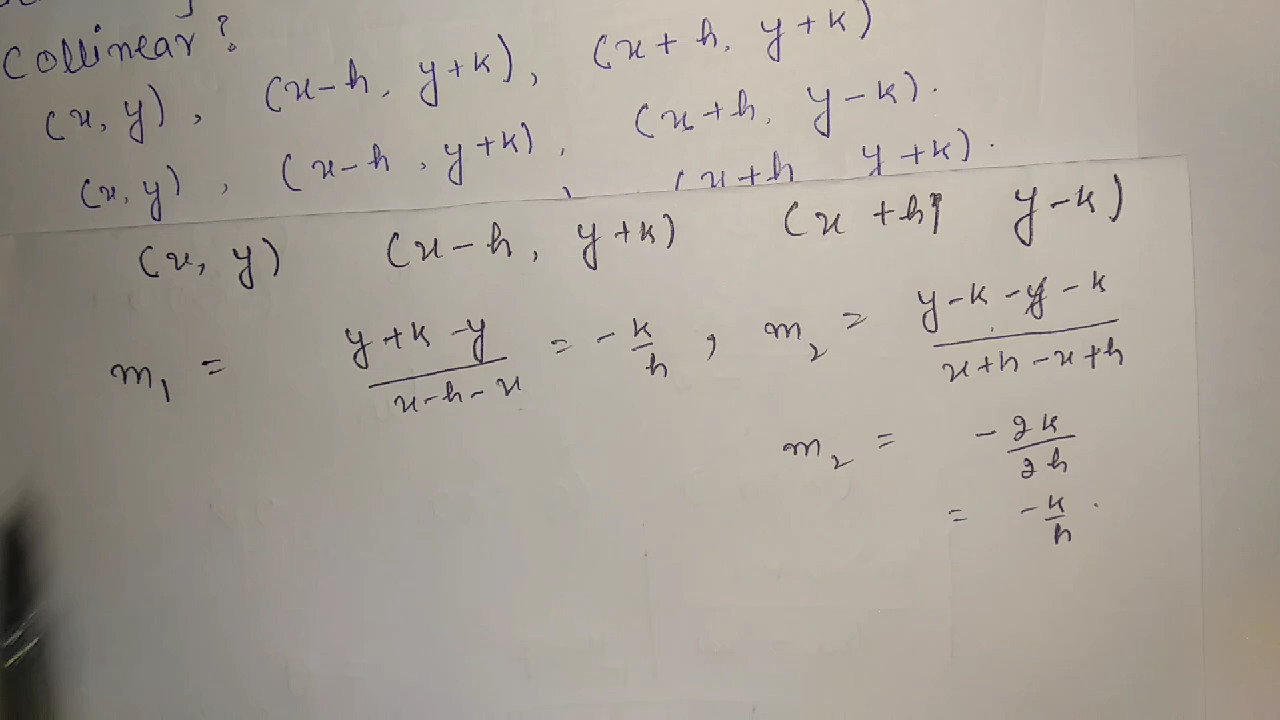 Collinear?
(x, y), (x-h, y+k), (x+h, y+k)
(x, y), (x-h, y+k), (x+h, y-k).
(x+h y+k).
(x, y) (x-h, y+k) (x+h, y-k)
m₁ = (y+k-y)/(x-h-x) = -k/h, m₂ = (y-k-y-k)/(x+h-x+h)
m₂ = -2k/2h
= -k/h.